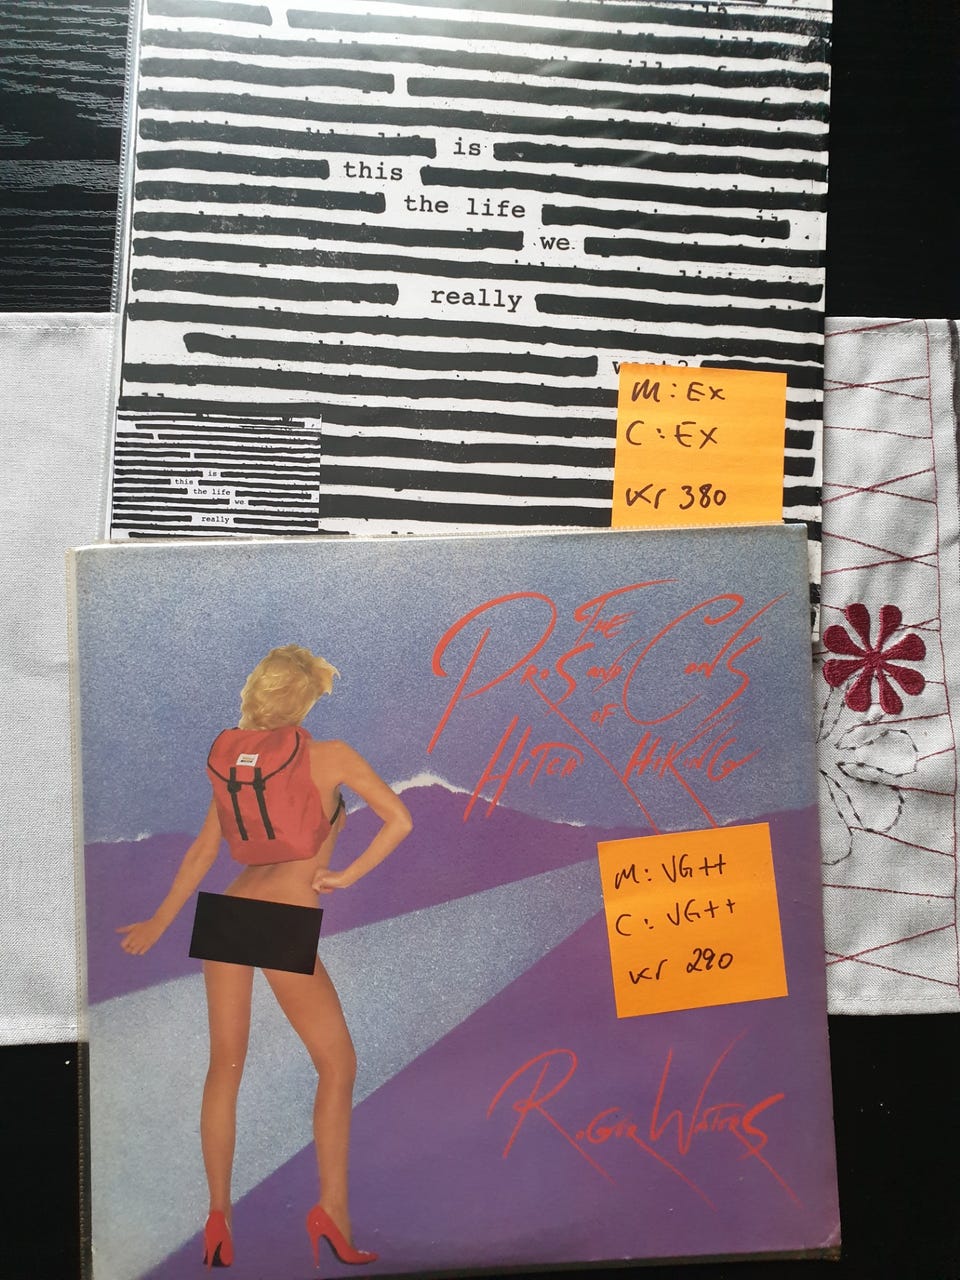 is
this
the life
we
really
want?
M: Ex
C: EX
Kr 380
is
this
the life
we
really
THE
PROS AND CONS
OF
HITCH HIKING
M: VG++
C: VG++
Kr 290
ROGER WATERS